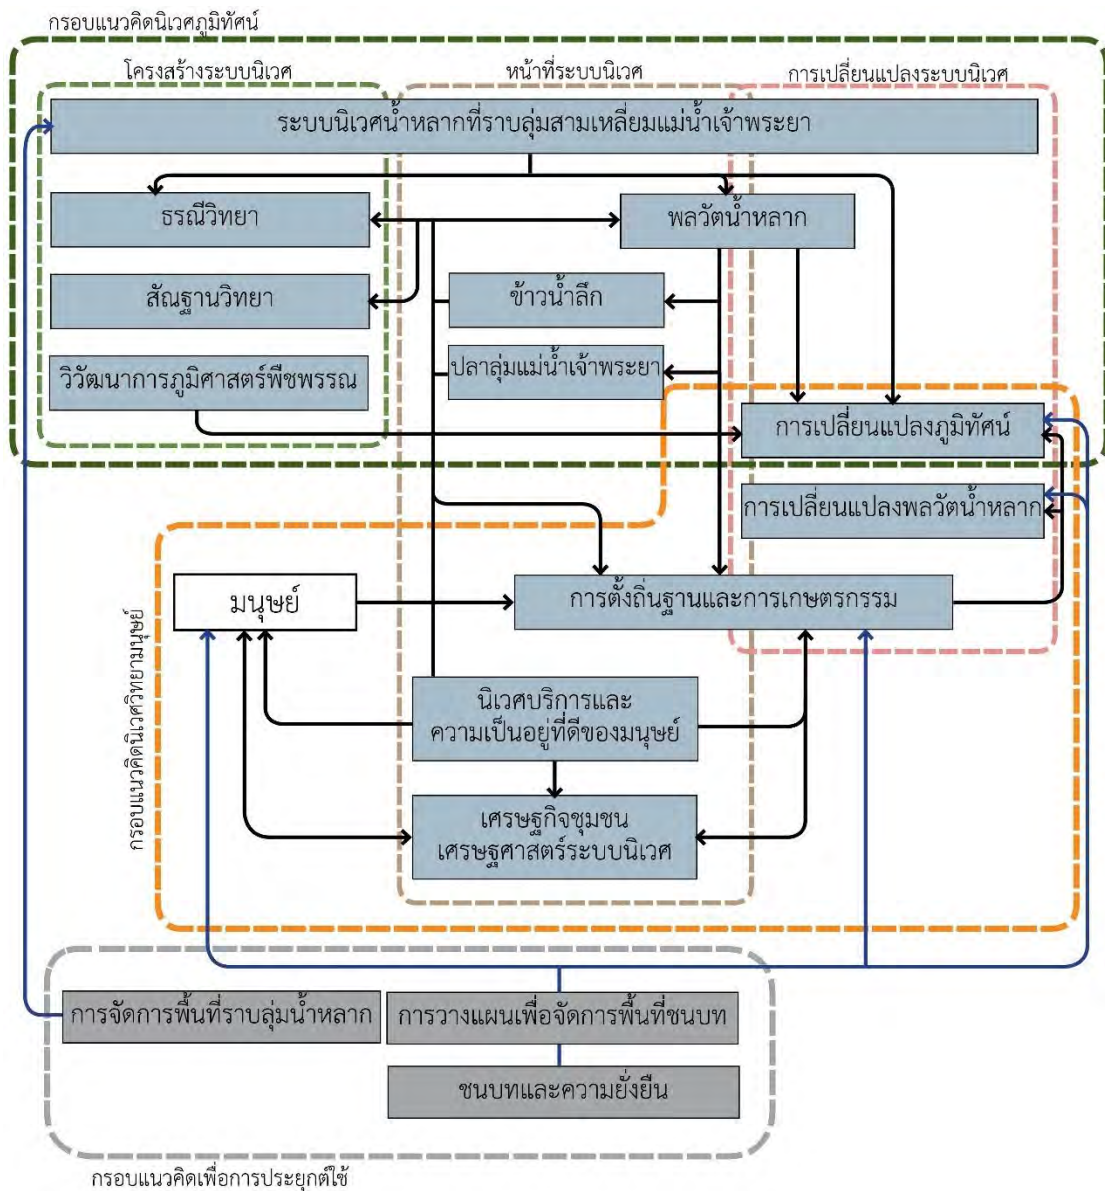 กรอบแนวคิดนิเวศภูมิทัศน์
โครงสร้างระบบนิเวศ
หน้าที่ระบบนิเวศ
การเปลี่ยนแปลงระบบนิเวศ
ระบบนิเวศน้ำหลากที่ราบลุ่มสามเหลี่ยมแม่น้ำเจ้าพระยา
ธรณีวิทยา
พลวัตน้ำหลาก
สัณฐานวิทยา
ข้าวน้ำลึก
วิวัฒนาการภูมิศาสตร์พืชพรรณ
ปลาลุ่มแม่น้ำเจ้าพระยา
การเปลี่ยนแปลงภูมิทัศน์
การเปลี่ยนแปลงพลวัตน้ำหลาก
มนุษย์
การตั้งถิ่นฐานและการเกษตรกรรม
กรอบแนวคิดนิเวศวิทยามนุษย์
นิเวศบริการและ
ความเป็นอยู่ที่ดีของมนุษย์
เศรษฐกิจชุมชน
เศรษฐศาสตร์ระบบนิเวศ
การจัดการพื้นที่ราบลุ่มน้ำหลาก
การวางแผนเพื่อจัดการพื้นที่ชนบท
ชนบทและความยั่งยืน
กรอบแนวคิดเพื่อการประยุกต์ใช้